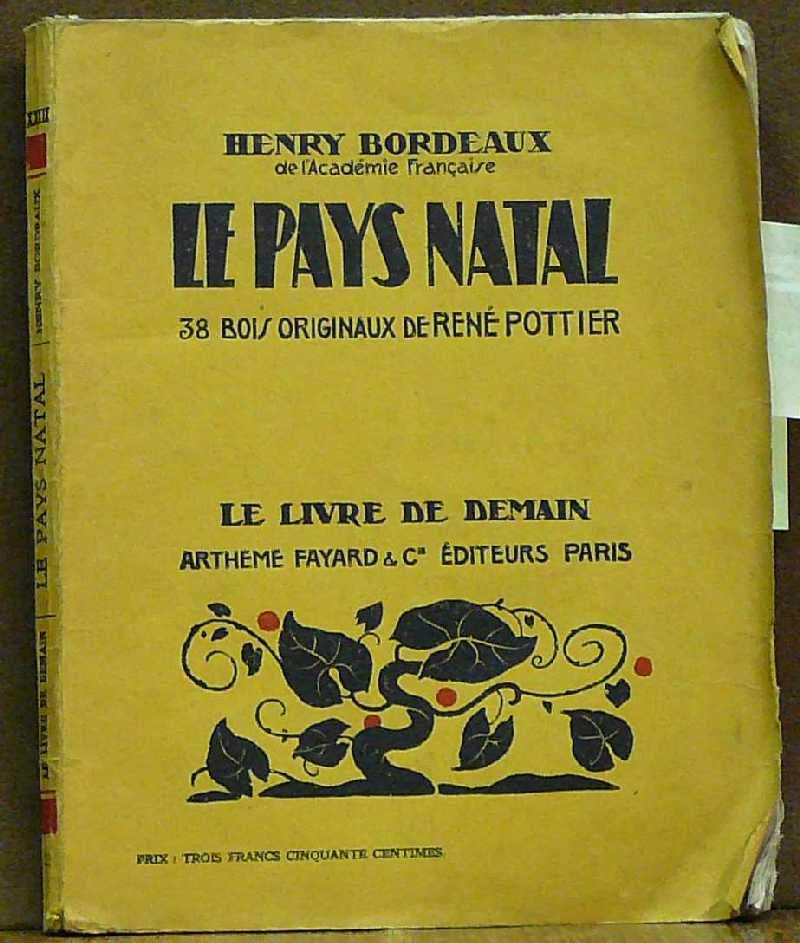 HENRY BORDEAUX
de l'Académie Française
LE PAYS NATAL
38 BOIS ORIGINAUX DE RENÉ POTTIER
LE LIVRE DE DEMAIN
ARTHEME FAYARD & Cie ÉDITEURS PARIS
PRIX : TROIS FRANCS CINQUANTE CENTIMES
HENRY BORDEAUX
LE PAYS NATAL
LE LIVRE DE DEMAIN